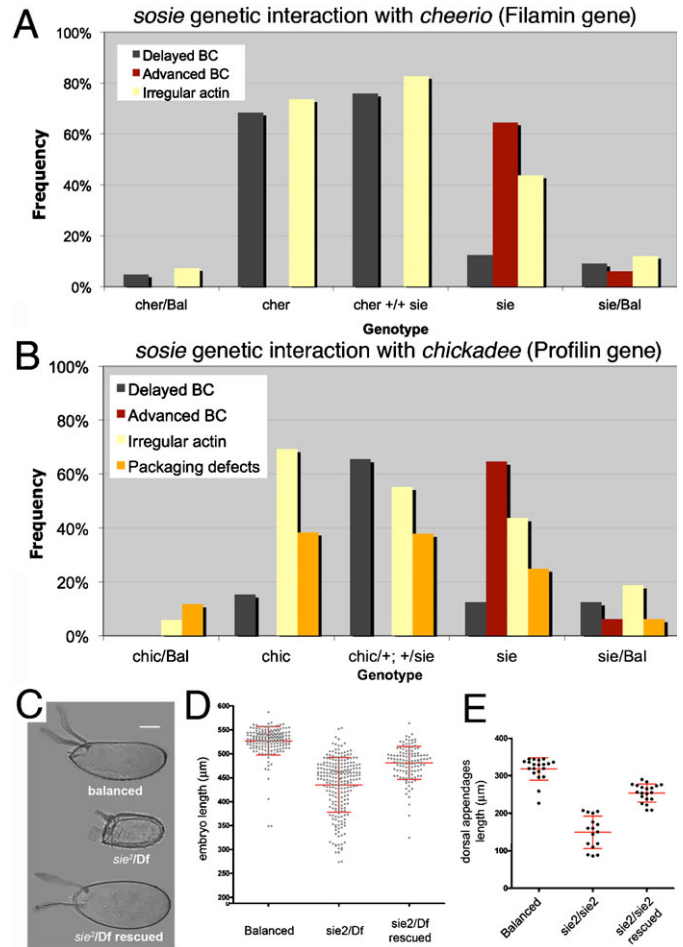 A
sosie genetic interaction with cheerio (Filamin gene)
100%
80%
60%
40%
20%
0%
Frequency
Delayed BC
Advanced BC
Irregular actin
cher/Bal
cher
cher +/+ sie
sie
sie/Bal
Genotype
B
sosie genetic interaction with chickadee (Profilin gene)
100%
80%
60%
40%
20%
0%
Frequency
Delayed BC
Advanced BC
Irregular actin
Packaging defects
chic/Bal
chic
chic/+; +/sie
sie
sie/Bal
Genotype
C
balanced
sie²/Df
sie²/Df rescued
D
embryo length (µm)
600
550
500
450
400
350
300
250
200
Balanced
sie2/Df
sie2/Df
rescued
E
dorsal appendages
length (µm)
400
300
200
100
0
Balanced
sie2/sie2
sie2/sie2
rescued